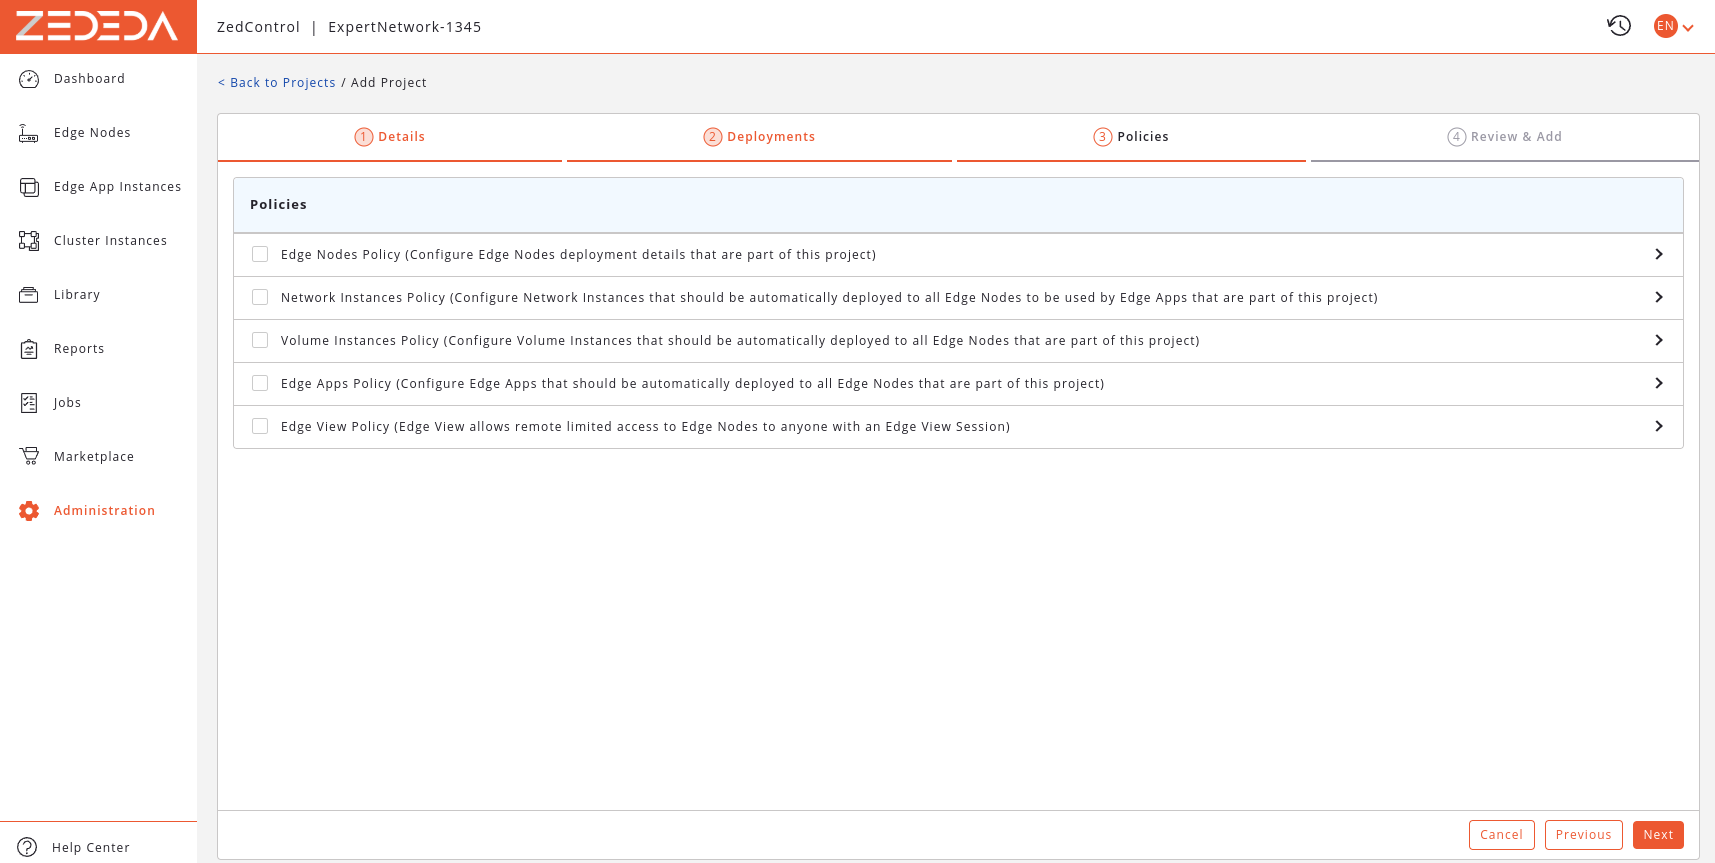 ZEDEDA
ZedControl | ExpertNetwork-1345
EN
Dashboard
Edge Nodes
Edge App Instances
Cluster Instances
Library
Reports
Jobs
Marketplace
Administration
Help Center
< Back to Projects / Add Project
1 Details
2 Deployments
3 Policies
4 Review & Add
Policies
Edge Nodes Policy (Configure Edge Nodes deployment details that are part of this project)
Network Instances Policy (Configure Network Instances that should be automatically deployed to all Edge Nodes to be used by Edge Apps that are part of this project)
Volume Instances Policy (Configure Volume Instances that should be automatically deployed to all Edge Nodes that are part of this project)
Edge Apps Policy (Configure Edge Apps that should be automatically deployed to all Edge Nodes that are part of this project)
Edge View Policy (Edge View allows remote limited access to Edge Nodes to anyone with an Edge View Session)
Cancel
Previous
Next